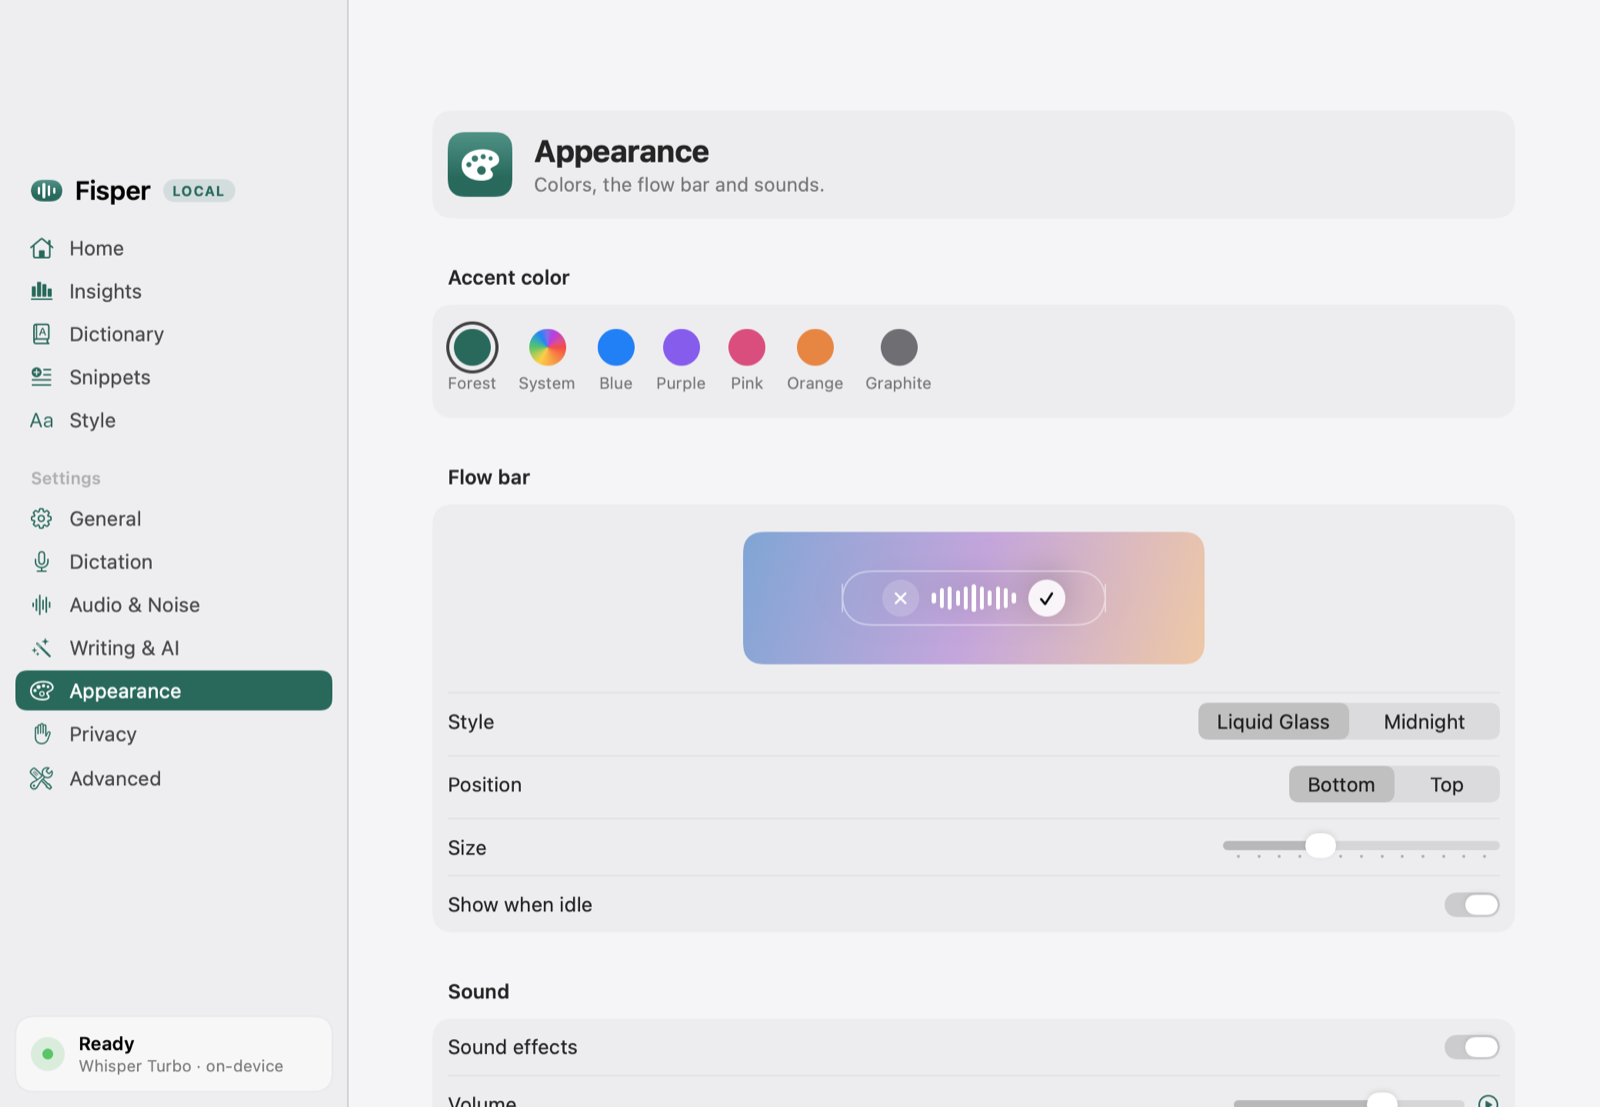 Fisper LOCAL
Home
Insights
Dictionary
Snippets
Aa Style
Settings
General
Dictation
Audio & Noise
Writing & AI
Appearance
Privacy
Advanced
Ready
Whisper Turbo · on-device
Appearance
Colors, the flow bar and sounds.
Accent color
Forest System Blue Purple Pink Orange Graphite
Flow bar
Style Liquid Glass Midnight
Position Bottom Top
Size
Show when idle
Sound
Sound effects
Volume